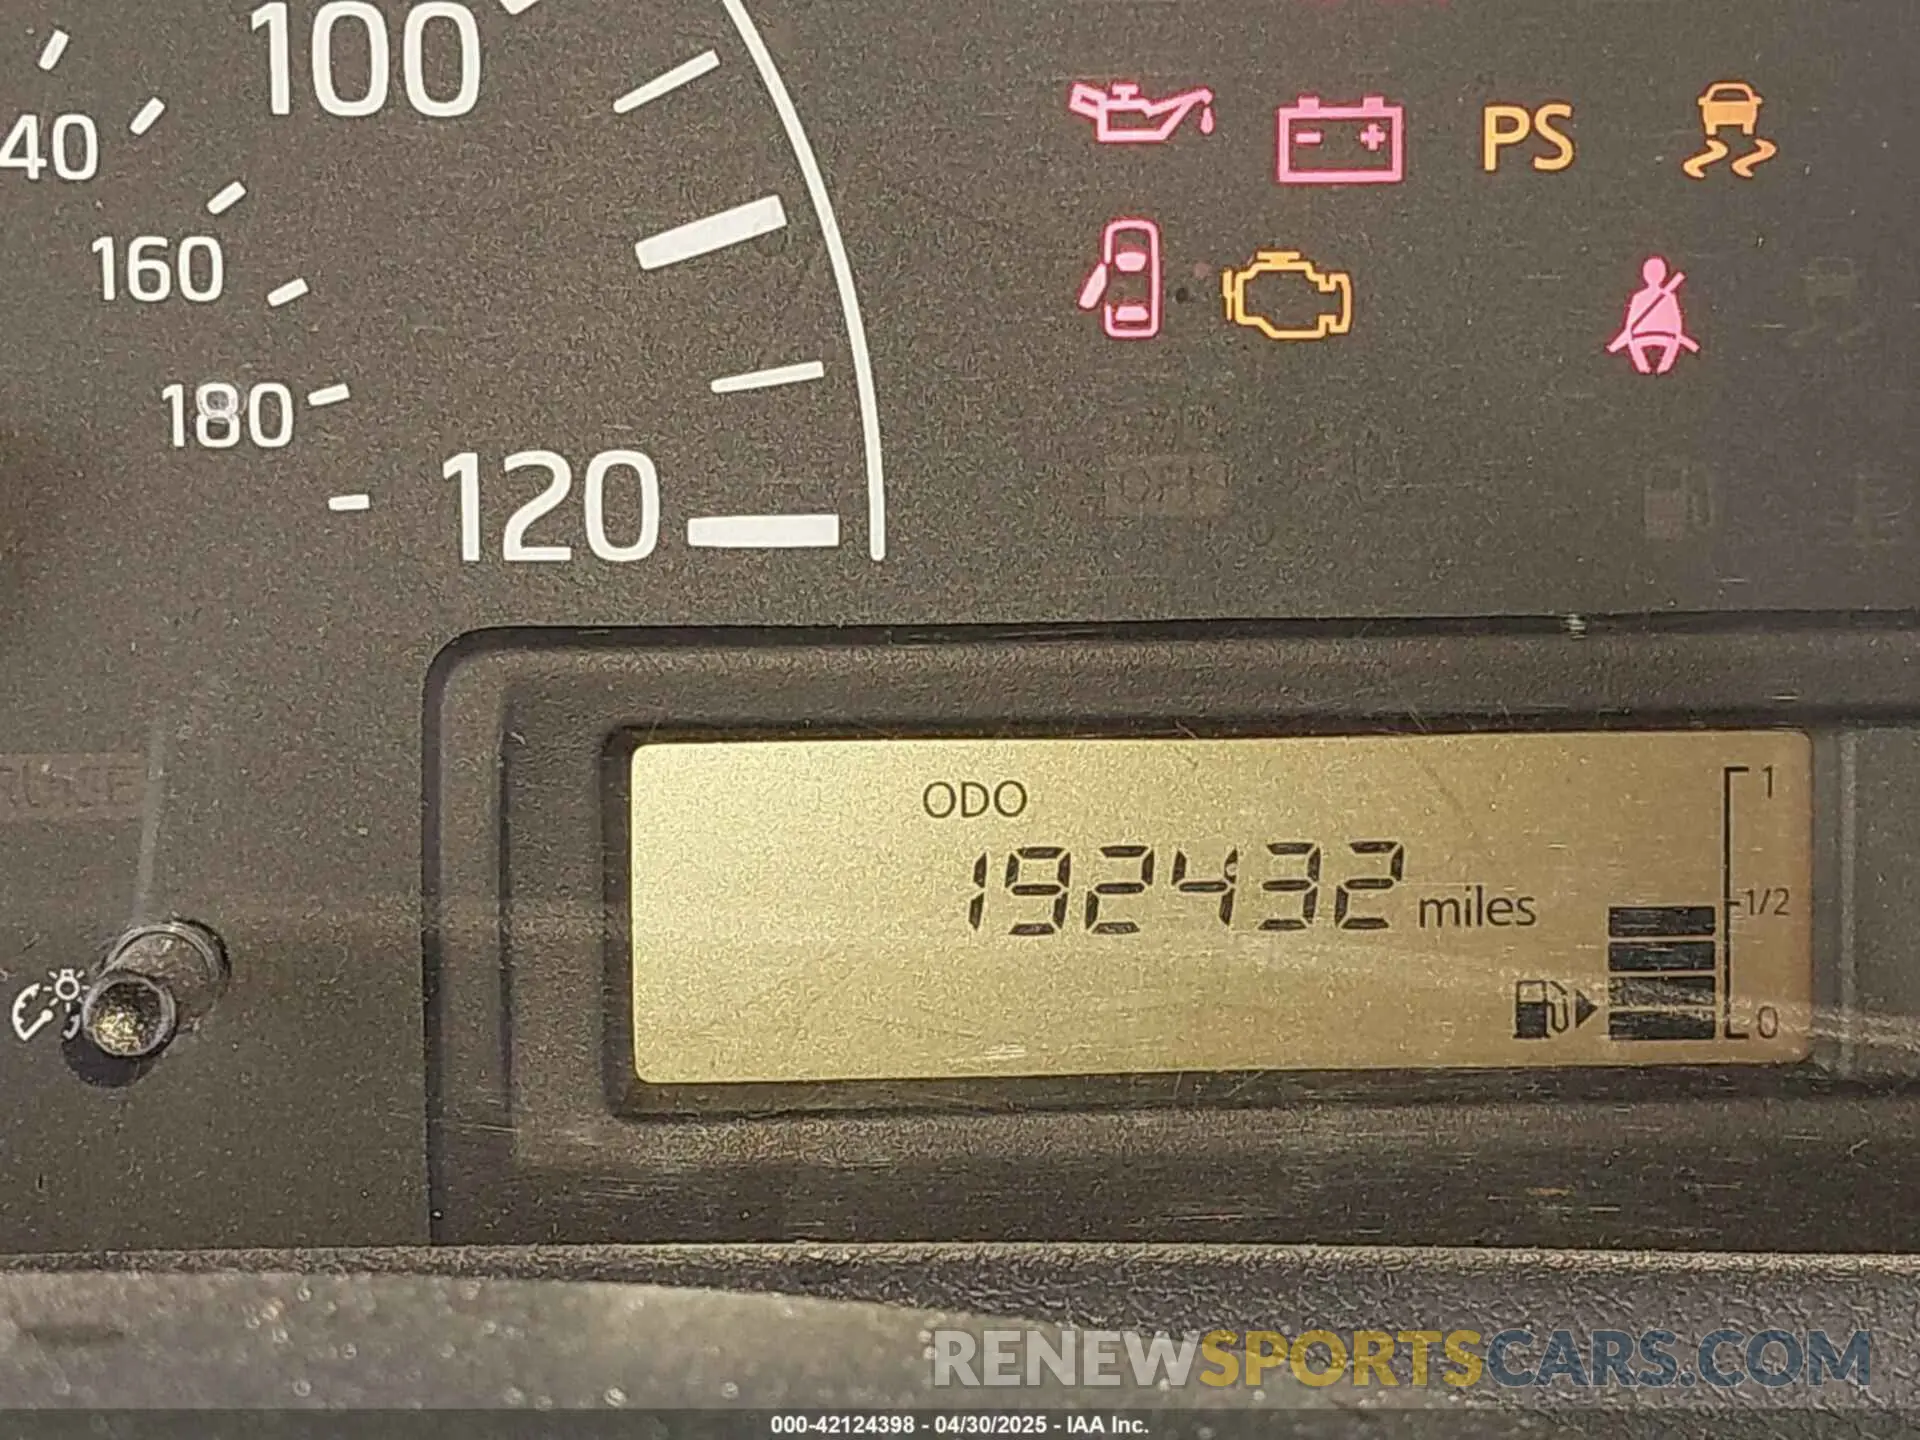 100
40
160
180
120
PS
ODO
192432 miles
1
1/2
0
RENEWSPORTSCARS.COM
000-42124398 - 04/30/2025 - IAA Inc.